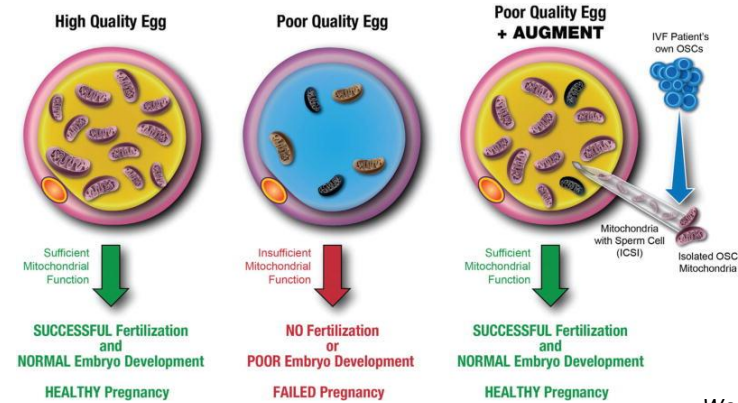 High Quality Egg
Poor Quality Egg
Poor Quality Egg
+ AUGMENT
IVF Patient's
own OSCs
Mitochondria
with Sperm Cell
(ICSI)
Isolated OSC
Mitochondria
Sufficient
Mitochondrial
Function
Insufficient
Mitochondrial
Function
Sufficient
Mitochondrial
Function
SUCCESSFUL Fertilization
and
NORMAL Embryo Development
HEALTHY Pregnancy
NO Fertilization
or
POOR Embryo Development
FAILED Pregnancy
SUCCESSFUL Fertilization
and
NORMAL Embryo Development
HEALTHY Pregnancy